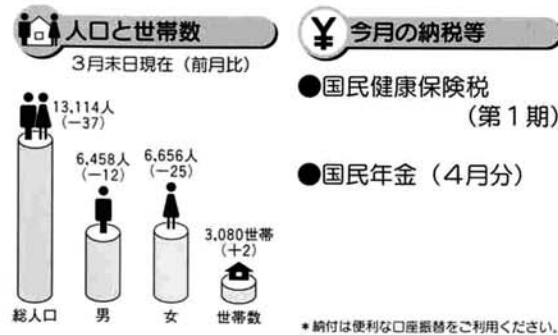 人口と世帯数
3月末日現在（前月比）
13,114人
（−37）
6,458人
（−12）
6,656人
（−25）
3,080世帯
（+2）
総人口
男
女
世帯数
¥ 今月の納税等
●国民健康保険税
（第1期）
●国民年金（4月分）
＊納付は便利な口座振替をご利用ください。